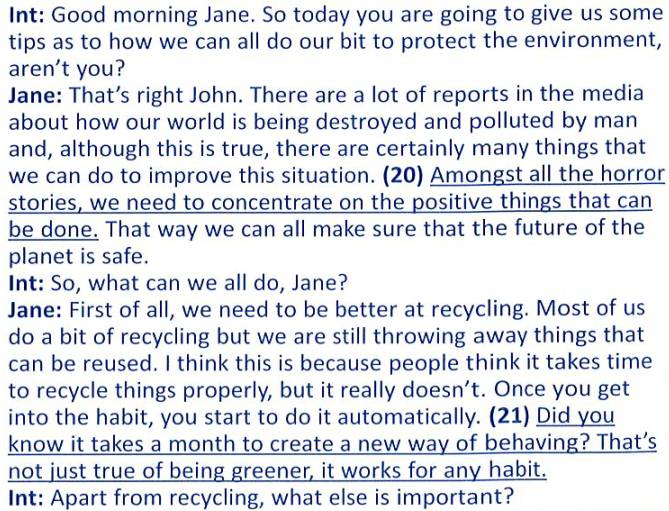 Int: Good morning Jane. So today you are going to give us some
tips as to how we can all do our bit to protect the environment,
aren't you?
Jane: That's right John. There are a lot of reports in the media
about how our world is being destroyed and polluted by man
and, although this is true, there are certainly many things that
we can do to improve this situation. (20) Amongst all the horror
stories, we need to concentrate on the positive things that can
be done. That way we can all make sure that the future of the
planet is safe.
Int: So, what can we all do, Jane?
Jane: First of all, we need to be better at recycling. Most of us
do a bit of recycling but we are still throwing away things that
can be reused. I think this is because people think it takes time
to recycle things properly, but it really doesn't. Once you get
into the habit, you start to do it automatically. (21) Did you
know it takes a month to create a new way of behaving? That's
not just true of being greener, it works for any habit.
Int: Apart from recycling, what else is important?